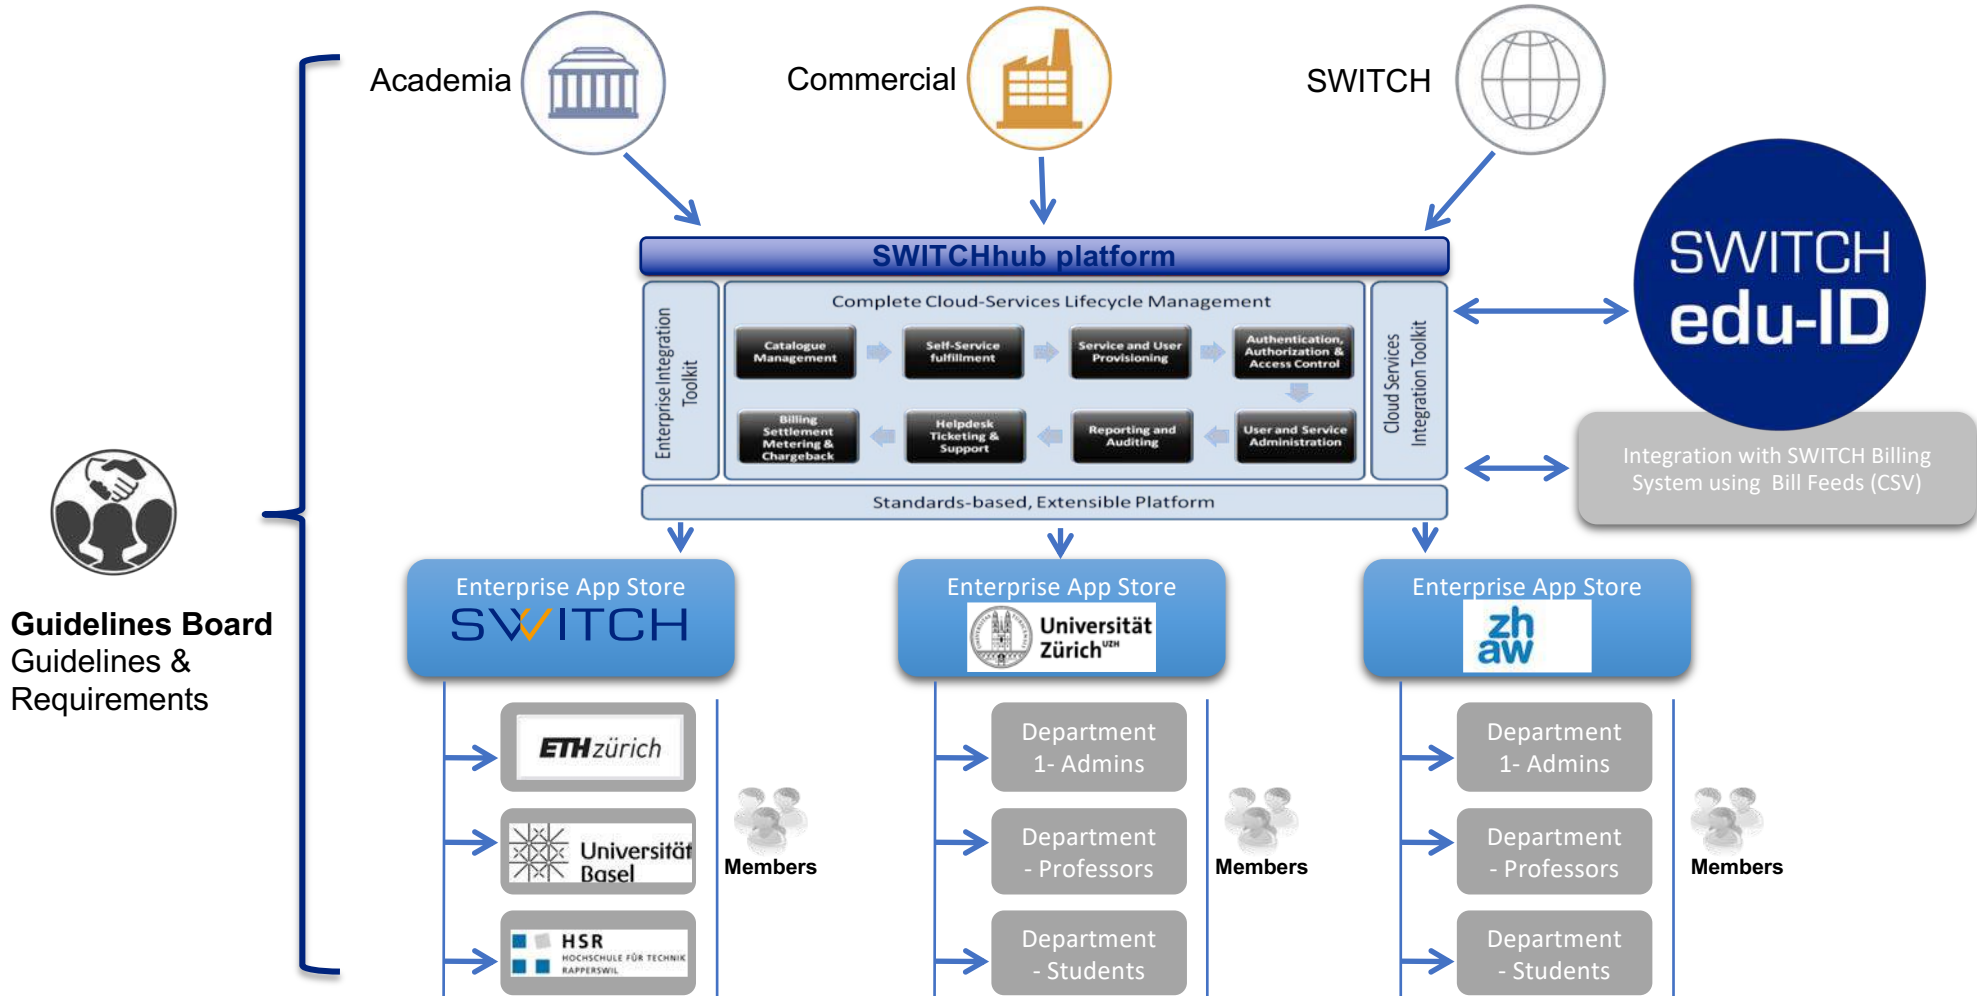 Academia
Commercial
SWITCH
SWITCHhub platform
Enterprise Integration
Toolkit
Complete Cloud-Services Lifecycle Management
Catalogue
Management
Self-Service
fulfillment
Service and User
Provisioning
Authentication,
Authorization &
Access Control
Billing
Settlement
Metering &
Chargeback
Helpdesk
Ticketing &
Support
Reporting and
Auditing
User and Service
Administration
Cloud Services
Integration Toolkit
Standards-based, Extensible Platform
SWITCH
edu-ID
Integration with SWITCH Billing
System using  Bill Feeds (CSV)
Guidelines Board
Guidelines &
Requirements
Enterprise App Store
SWITCH
ETH zürich
Universität
Basel
HSR
HOCHSCHULE FÜR TECHNIK
RAPPERSWIL
Members
Enterprise App Store
Universität
Zürich UZH
Department
1- Admins
Department
- Professors
Department
- Students
Members
Enterprise App Store
zh
aw
Department
1- Admins
Department
- Professors
Department
- Students
Members